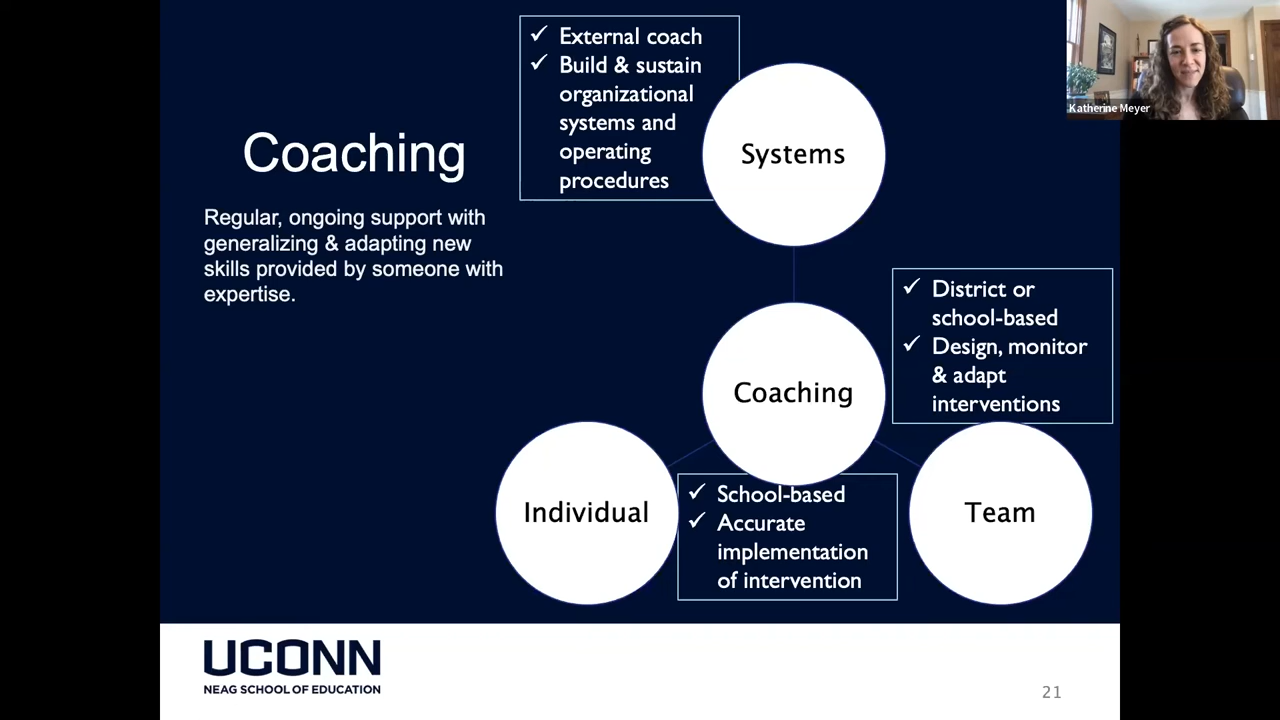 Coaching
Regular, ongoing support with
generalizing & adapting new
skills provided by someone with
expertise.
✓ External coach
✓ Build & sustain
organizational
systems and
operating
procedures
Systems
Katherine Meyer
✓ District or
school-based
✓ Design, monitor
& adapt
interventions
Coaching
Individual
✓ School-based
✓ Accurate
implementation
of intervention
Team
UCONN
NEAG SCHOOL OF EDUCATION
21